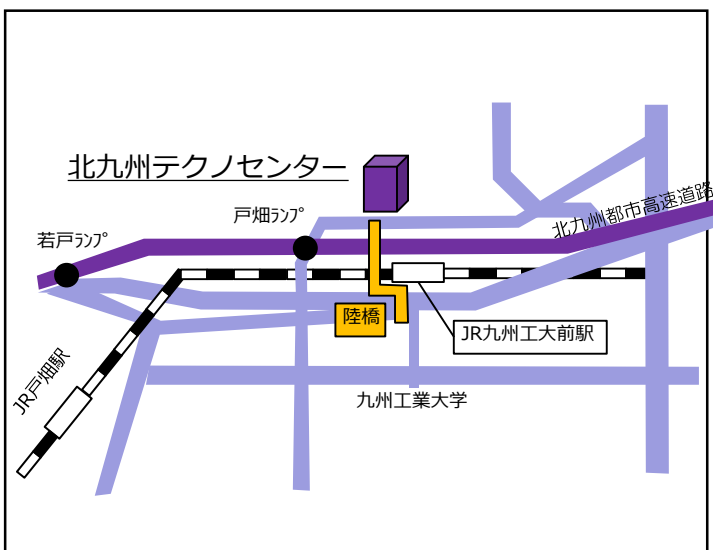 北九州テクノセンター
戸畑ﾗﾝﾌﾟ
北九州都市高速道路
若戸ﾗﾝﾌﾟ
陸橋
JR九州工大前駅
JR戸畑駅
九州工業大学